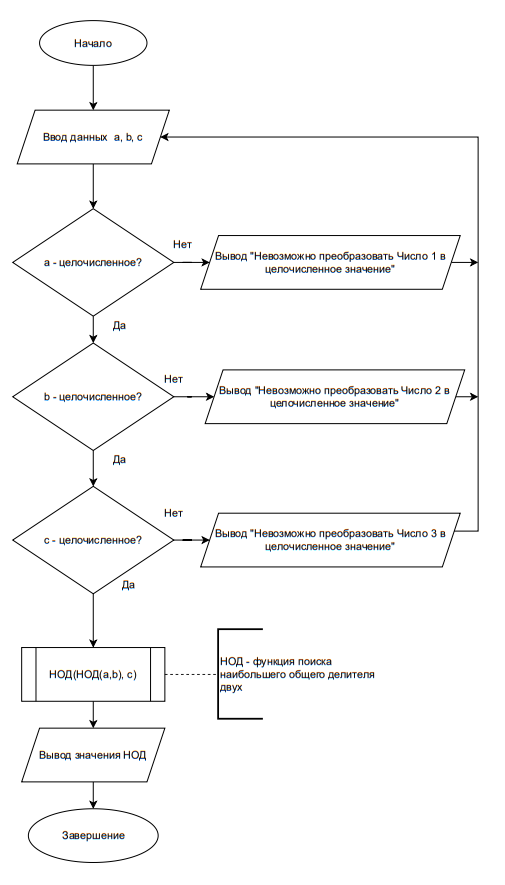 Начало
Ввод данных a, b, c
Нет
a - целочисленное?
Вывод "Невозможно преобразовать Число 1 в
целочисленное значение"
Да
Нет
b - целочисленное?
Вывод "Невозможно преобразовать Число 2 в
целочисленное значение"
Да
Нет
c - целочисленное?
Вывод "Невозможно преобразовать Число 3 в
целочисленное значение"
Да
НОД(НОД(a,b), c)
НОД - функция поиска
наибольшего общего делителя
двух
Вывод значения НОД
Завершение